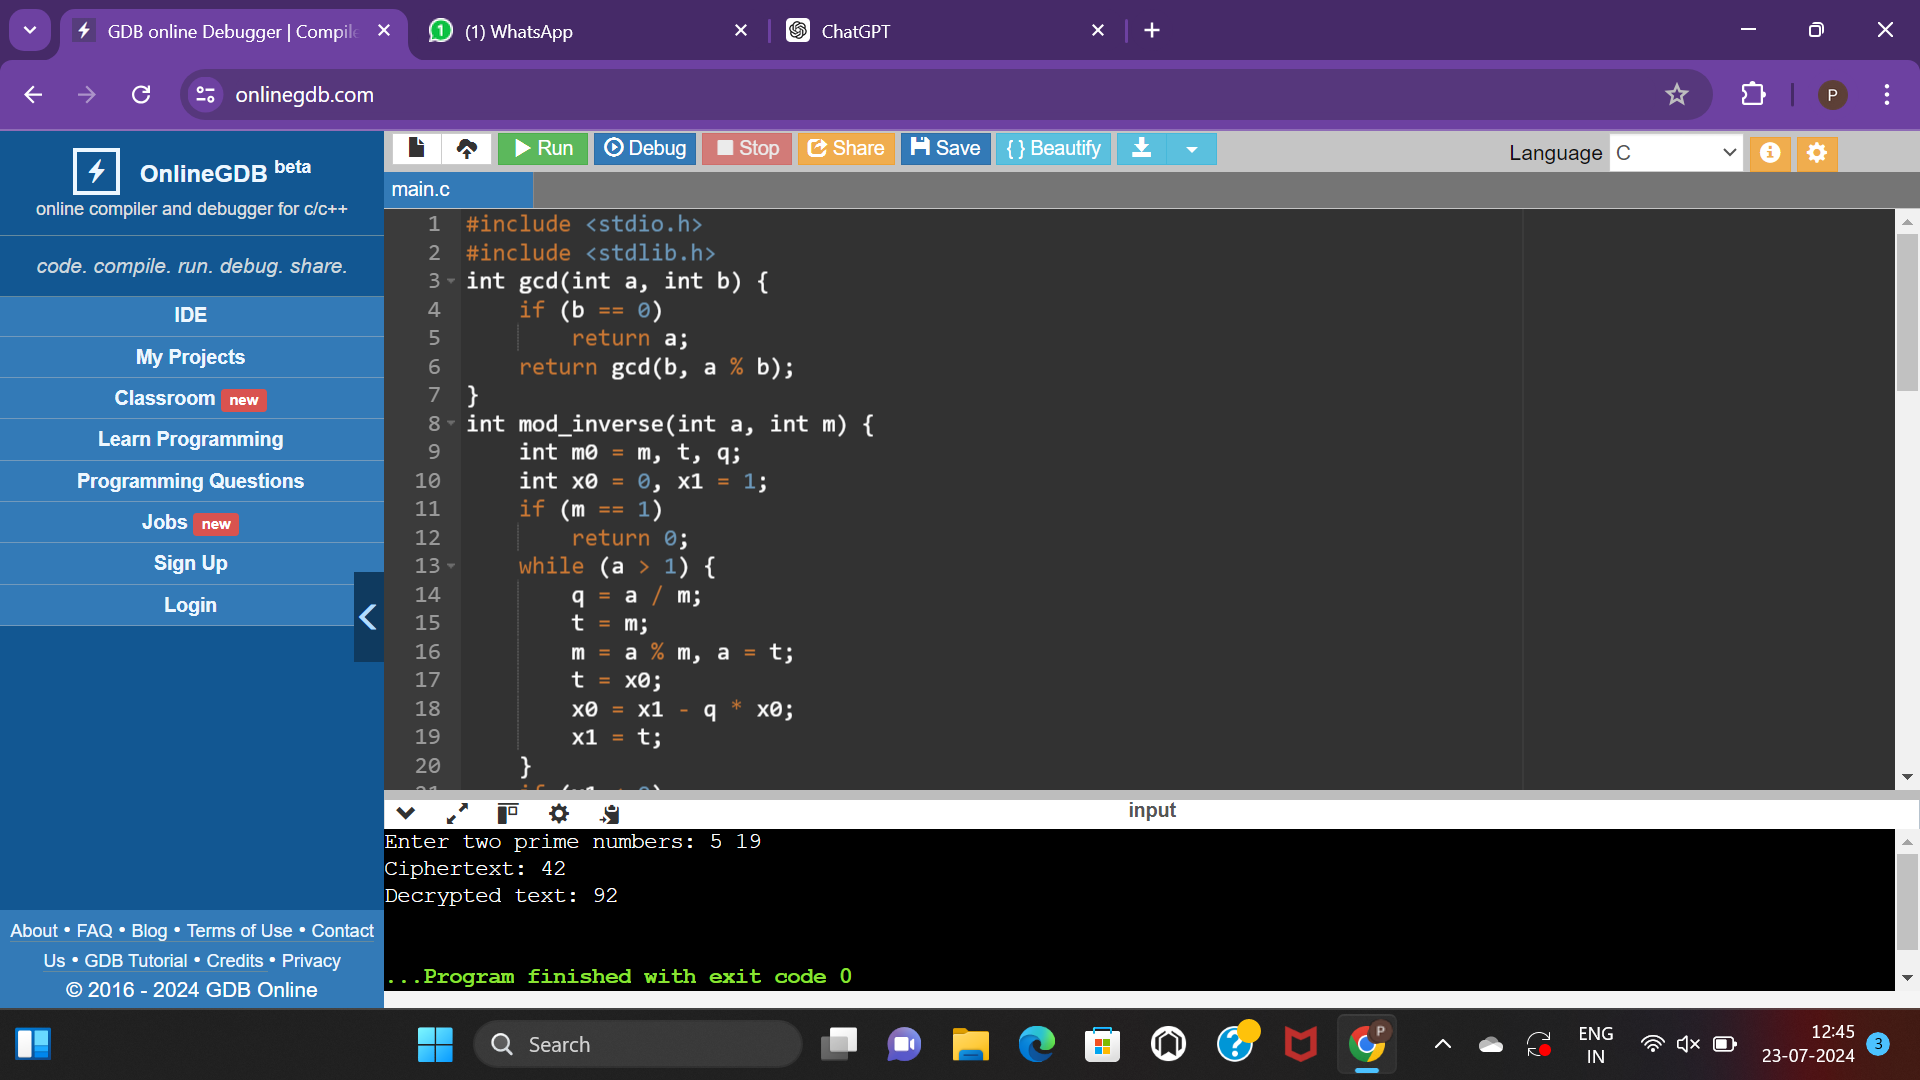 GDB online Debugger | Compile
(1) WhatsApp
ChatGPT
onlinegdb.com
P
OnlineGDB beta
online compiler and debugger for c/c++
code. compile. run. debug. share.
IDE
My Projects
Classroom new
Learn Programming
Programming Questions
Jobs new
Sign Up
Login
About • FAQ • Blog • Terms of Use • Contact
Us • GDB Tutorial • Credits • Privacy
© 2016 - 2024 GDB Online
Run
Debug
Stop
Share
Save
{ } Beautify
Language C
main.c
1 #include <stdio.h>
2 #include <stdlib.h>
3 int gcd(int a, int b) {
4     if (b == 0)
5         return a;
6     return gcd(b, a % b);
7 }
8 int mod_inverse(int a, int m) {
9     int m0 = m, t, q;
10     int x0 = 0, x1 = 1;
11     if (m == 1)
12         return 0;
13     while (a > 1) {
14         q = a / m;
15         t = m;
16         m = a % m, a = t;
17         t = x0;
18         x0 = x1 - q * x0;
19         x1 = t;
20     }
input
Enter two prime numbers: 5 19
Ciphertext: 42
Decrypted text: 92
...Program finished with exit code 0
Search
P
ENG
IN
12:45
23-07-2024
3